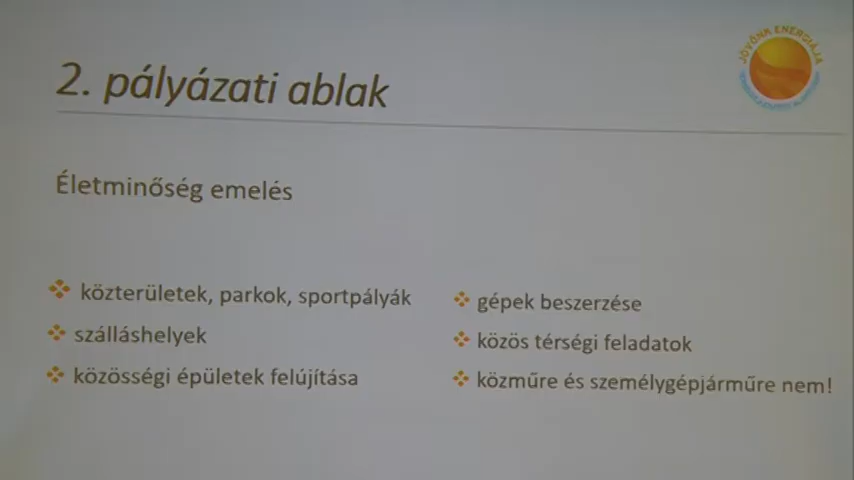 2. pályázati ablak
JÖVŐNK ENERGIÁJA
Életminőség emelés
közterületek, parkok, sportpályák
szálláshelyek
közösségi épületek felújítása
gépek beszerzése
közös térségi feladatok
közműre és személygépjárműre nem!